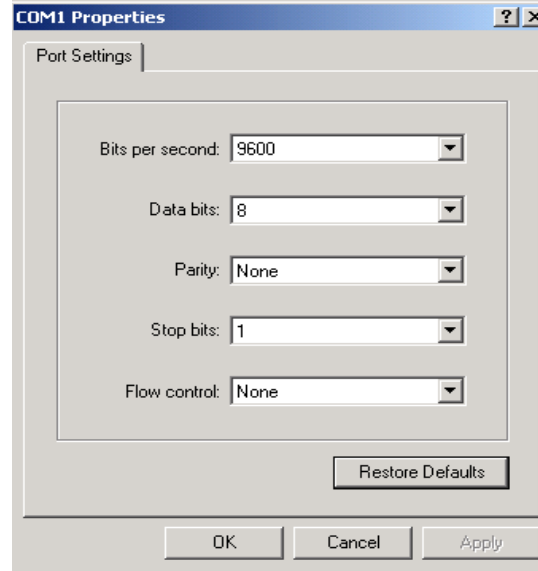 COM1 Properties
Port Settings
Bits per second: 9600
Data bits: 8
Parity: None
Stop bits: 1
Flow control: None
Restore Defaults
OK Cancel Apply